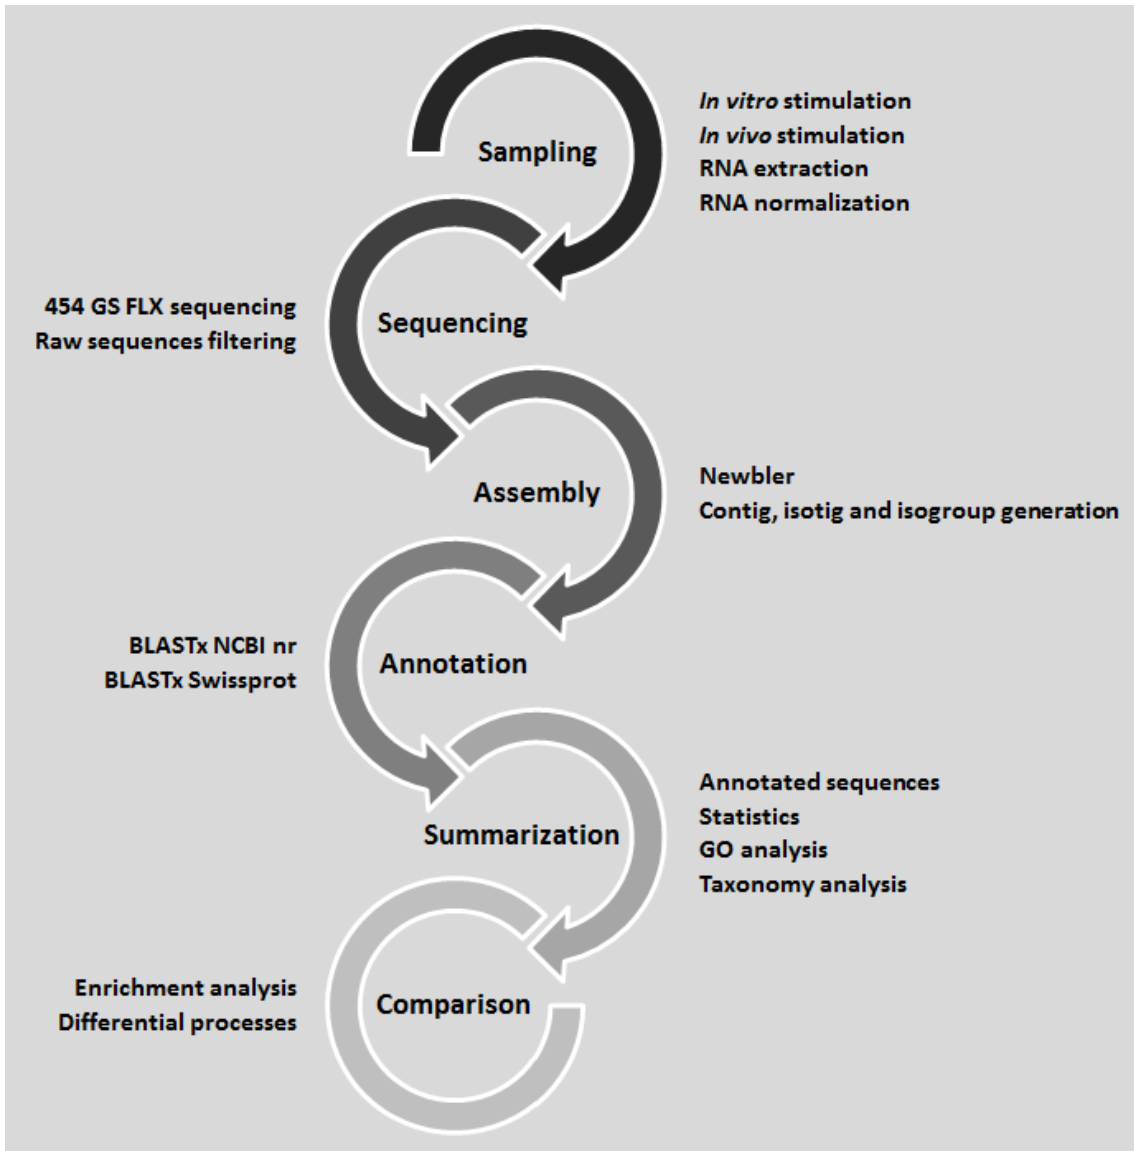 Sampling
In vitro stimulation
In vivo stimulation
RNA extraction
RNA normalization
454 GS FLX sequencing
Raw sequences filtering
Sequencing
Assembly
Newbler
Contig, isotig and isogroup generation
BLASTx NCBI nr
BLASTx Swissprot
Annotation
Summarization
Annotated sequences
Statistics
GO analysis
Taxonomy analysis
Enrichment analysis
Differential processes
Comparison